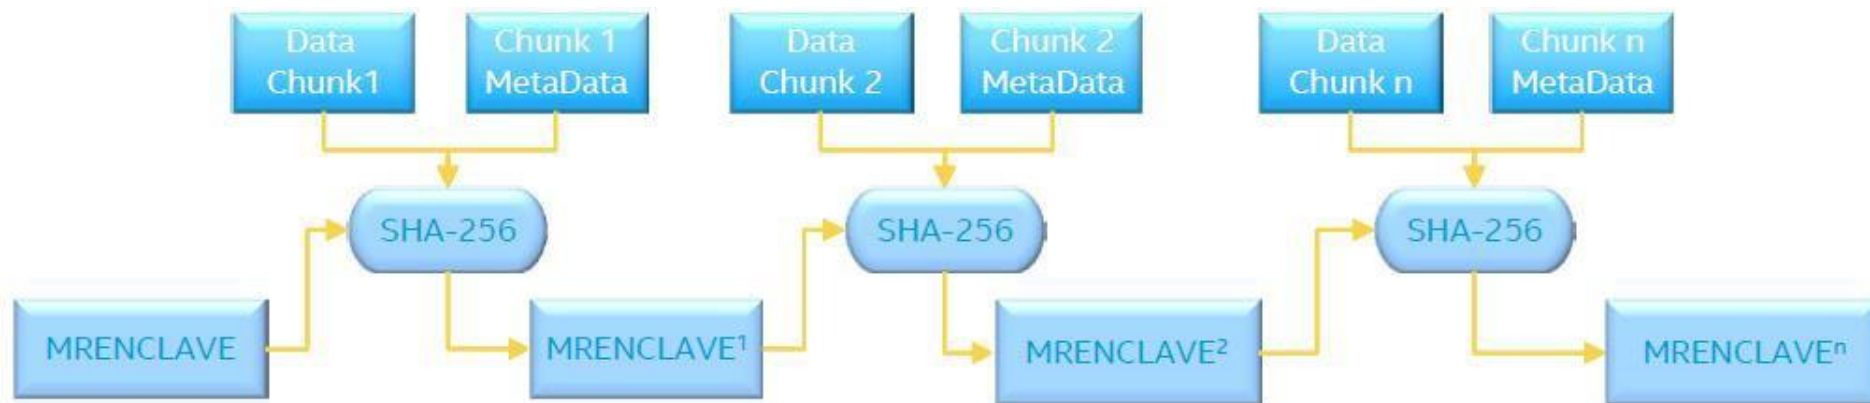 Data
Chunk1
Chunk 1
MetaData
Data
Chunk 2
Chunk 2
MetaData
Data
Chunk n
Chunk n
MetaData
SHA-256
SHA-256
SHA-256
MRENCLAVE
MRENCLAVE¹
MRENCLAVE²
MRENCLAVEⁿ